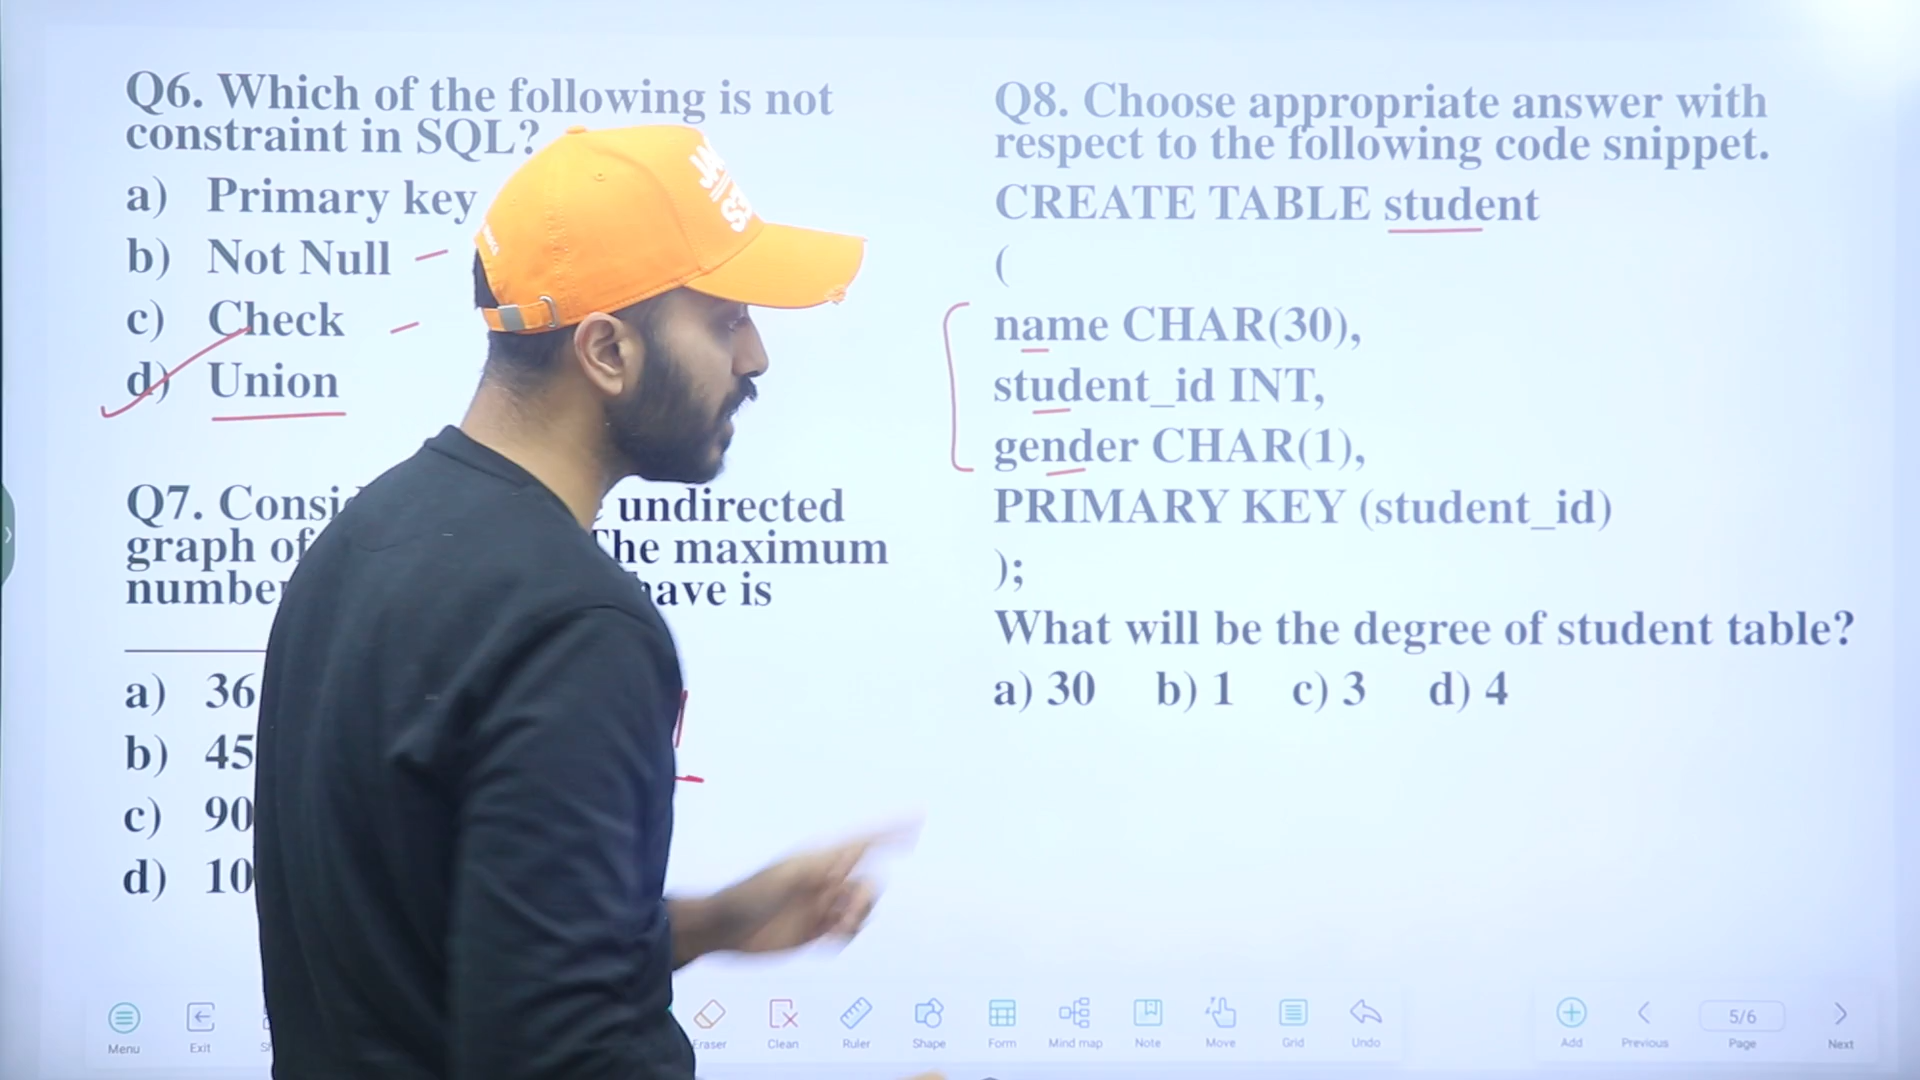 Q6. Which of the following is not
constraint in SQL?
a) Primary key
b) Not Null
c) Check
d) Union
Q7. undirected
graph of The maximum
have is
a) 36
b) 45
c) 90
d) 10
Q8. Choose appropriate answer with
respect to the following code snippet.
CREATE TABLE student
(
name CHAR(30),
student_id INT,
gender CHAR(1),
PRIMARY KEY (student_id)
);
What will be the degree of student table?
a) 30 b) 1 c) 3 d) 4
Menu Exit Eraser Clean Ruler Shape Form Mind map Note Move Grid Undo Add Previous 5/6 Page Next